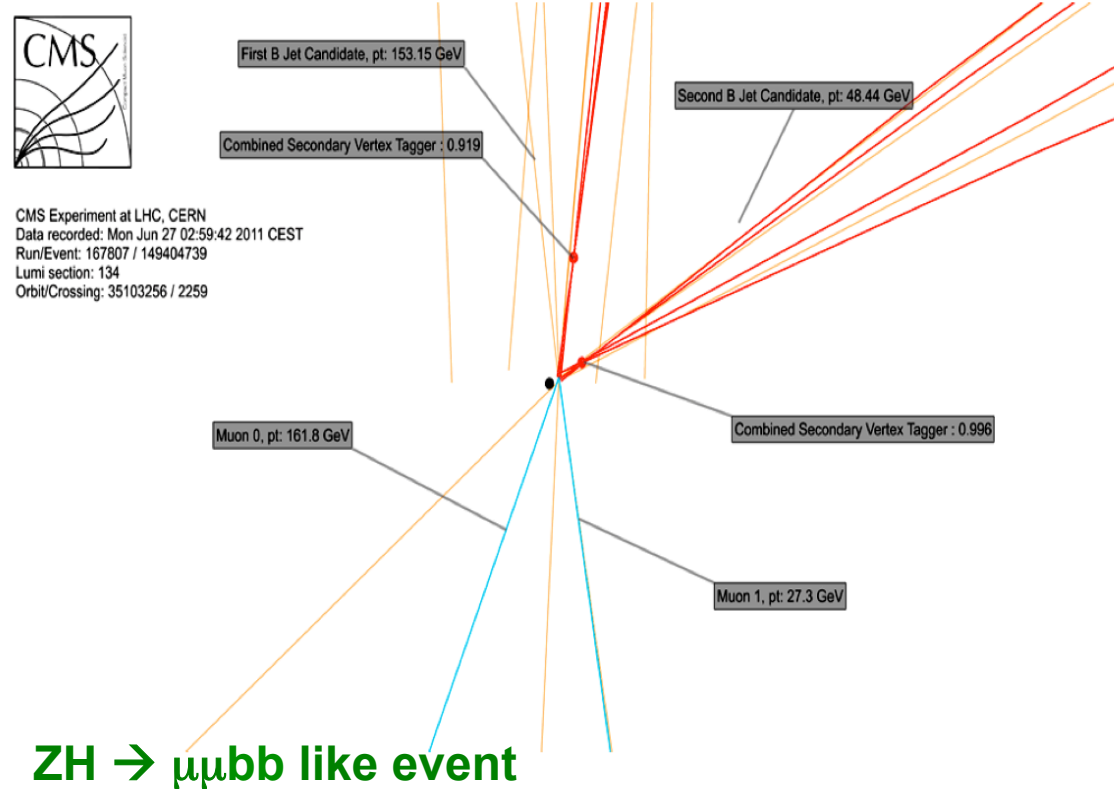 CMS
First B Jet Candidate, pt: 153.15 GeV
Second B Jet Candidate, pt: 48.44 GeV
Combined Secondary Vertex Tagger : 0.919
CMS Experiment at LHC, CERN
Data recorded: Mon Jun 27 02:59:42 2011 CEST
Run/Event: 167807 / 149404739
Lumi section: 134
Orbit/Crossing: 35103256 / 2259
Muon 0, pt: 161.8 GeV
Combined Secondary Vertex Tagger : 0.996
Muon 1, pt: 27.3 GeV
ZH → μμbb like event